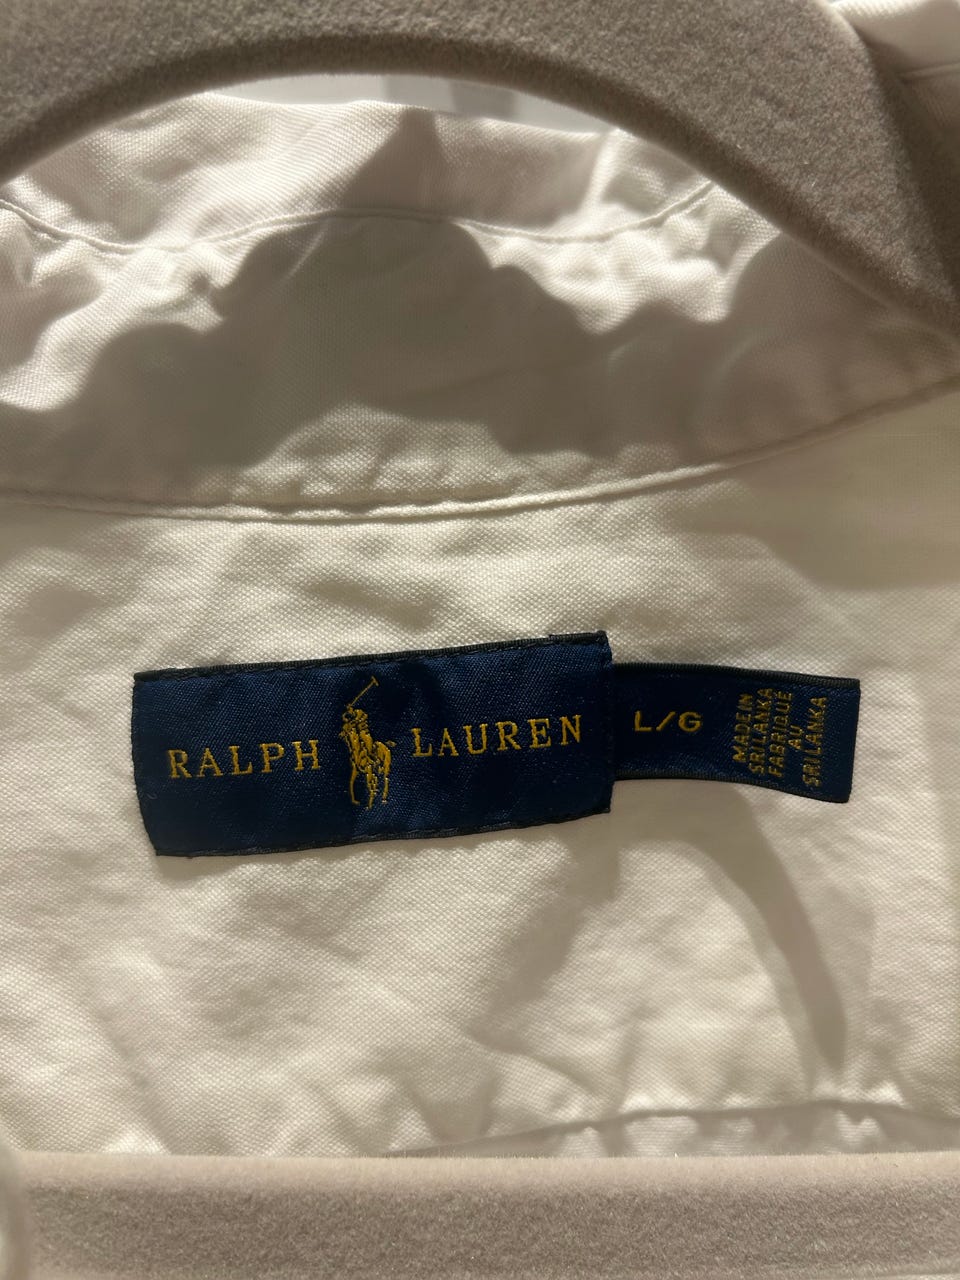 RALPH LAUREN
L/G
MADE IN
SRI LANKA
FABRIQUÉ
AU
SRI LANKA